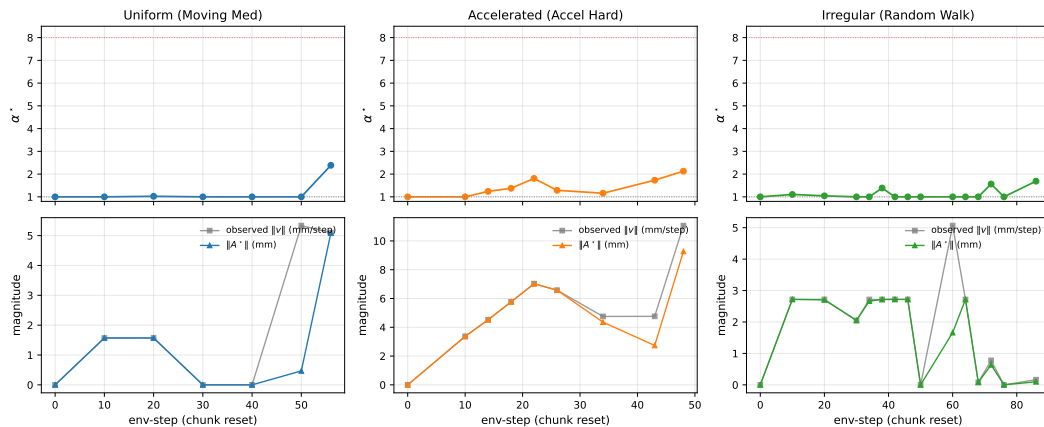 Uniform (Moving Med)
Accelerated (Accel Hard)
Irregular (Random Walk)
8
7
6
5
4
3
2
1
α*
8
7
6
5
4
3
2
1
α*
8
7
6
5
4
3
2
1
α*
observed ‖v‖ (mm/step)
‖A*‖ (mm)
5
4
3
2
1
0
magnitude
0 10 20 30 40 50
env-step (chunk reset)
observed ‖v‖ (mm/step)
‖A*‖ (mm)
10
8
6
4
2
0
magnitude
0 10 20 30 40 50
env-step (chunk reset)
observed ‖v‖ (mm/step)
‖A*‖ (mm)
5
4
3
2
1
0
magnitude
0 20 40 60 80
env-step (chunk reset)